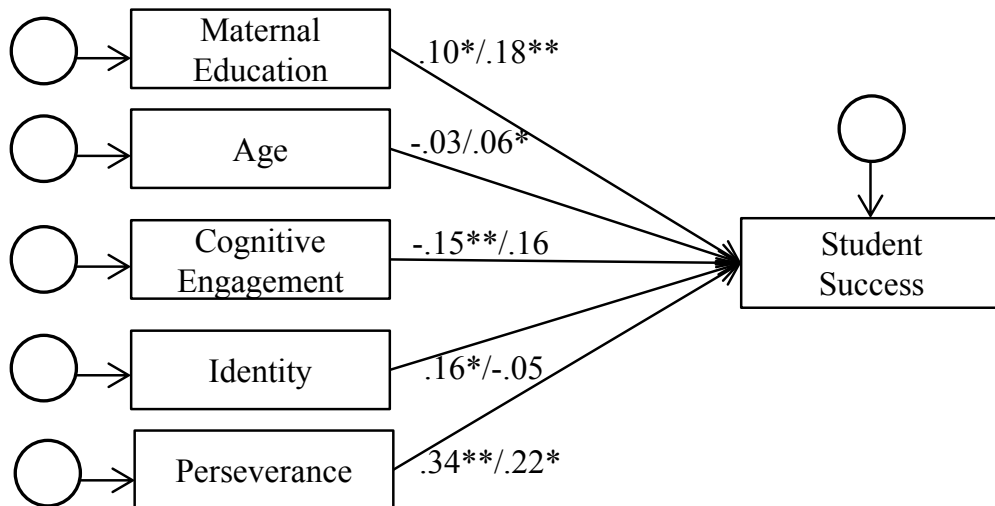 Maternal
Education
.10*/.18**
Age
-.03/.06*
Cognitive
Engagement
-.15**/.16
Student
Success
Identity
.16*/-.05
Perseverance
.34**/.22*